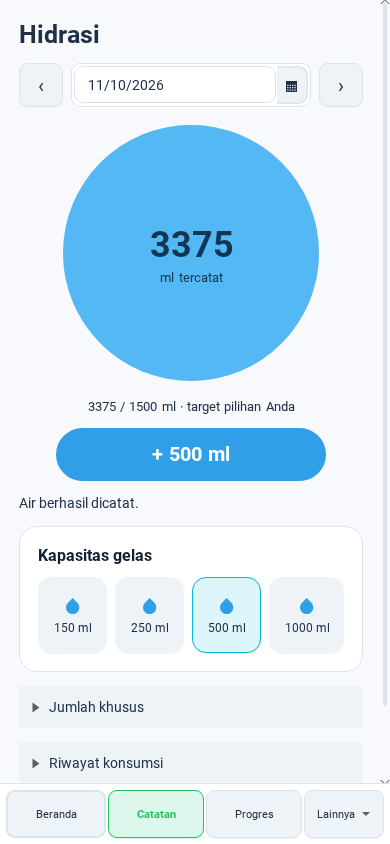 Hidrasi
‹ 11/10/2026 ›
3375
ml tercatat
3375 / 1500 ml · target pilihan Anda
+ 500 ml
Air berhasil dicatat.
Kapasitas gelas
150 ml 250 ml 500 ml 1000 ml
Jumlah khusus
Riwayat konsumsi
Beranda Catatan Progres Lainnya